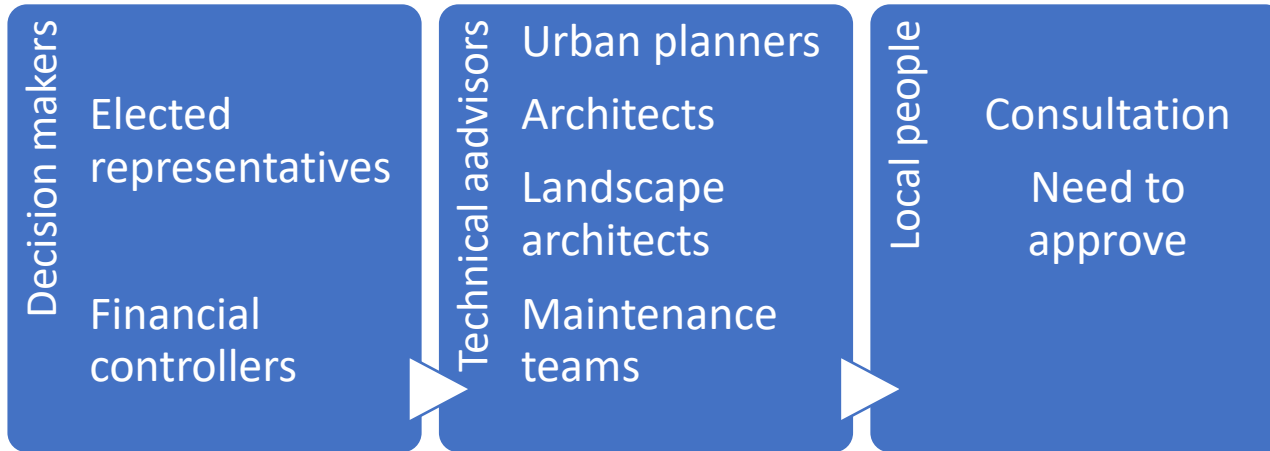 Decision makers
Elected
representatives
Financial
controllers
Technical aadvisors
Urban planners
Architects
Landscape
architects
Maintenance
teams
Local people
Consultation
Need to
approve